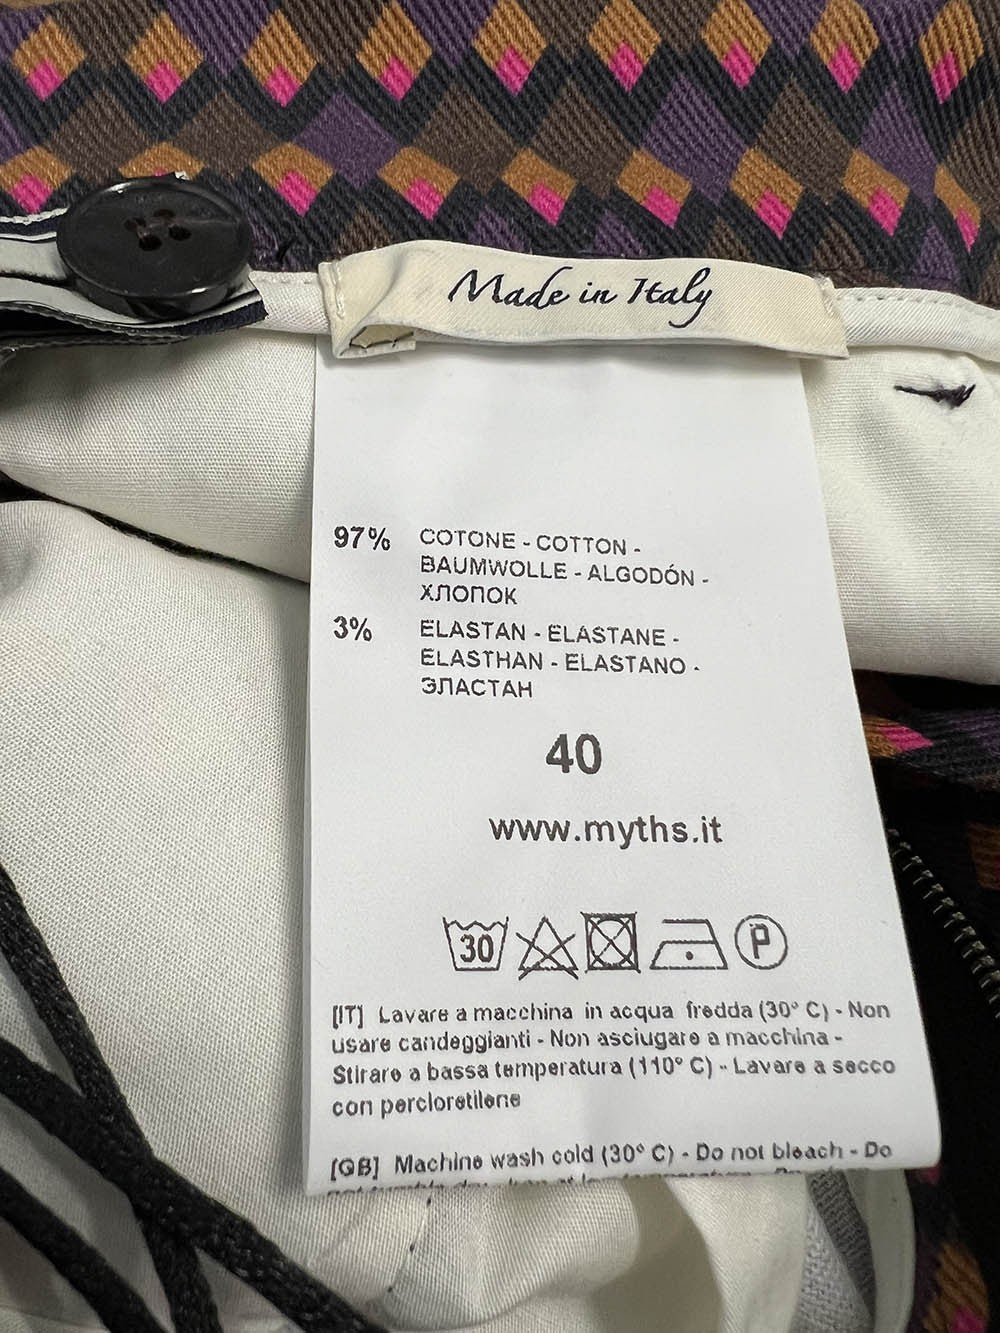 Made in Italy
97% COTONE - COTTON -
BAUMWOLLE - ALGODÓN -
ХЛОПОК
3% ELASTAN - ELASTANE -
ELASTHAN - ELASTANO -
ЭЛАСТАН
40
www.myths.it
30 P
[IT] Lavare a macchina in acqua fredda (30° C) - Non
usare candeggianti - Non asciugare a macchina -
Stirare a bassa temperatura (110° C) - Lavare a secco
con percloretilene
[GB] Machine wash cold (30° C) - Do not bleach - Do